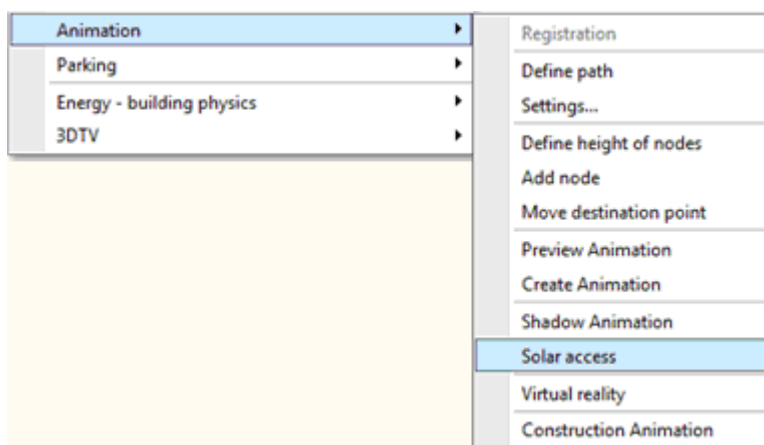 Animation
Parking
Energy - building physics
3DTV
Registration
Define path
Settings...
Define height of nodes
Add node
Move destination point
Preview Animation
Create Animation
Shadow Animation
Solar access
Virtual reality
Construction Animation